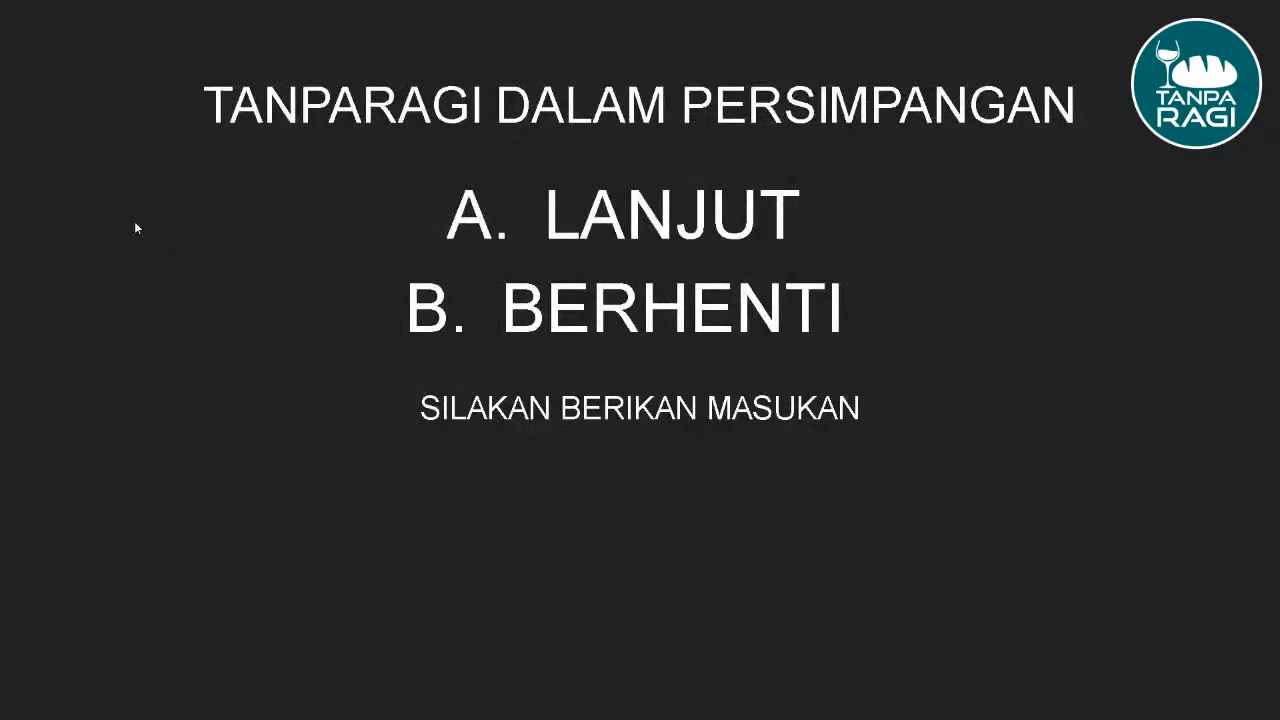 TANPARAGI DALAM PERSIMPANGAN
TANPA
RAGI
A. LANJUT
B. BERHENTI
SILAKAN BERIKAN MASUKAN